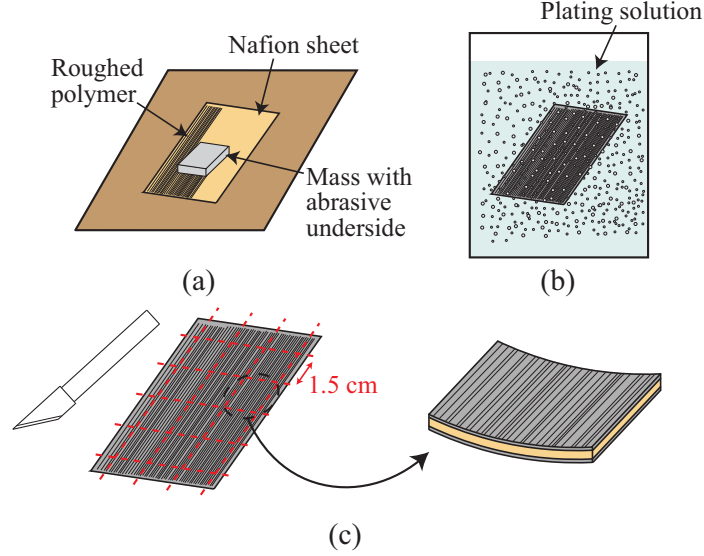 Nafion sheet
Roughed
polymer
Mass with
abrasive
underside
(a)
Plating solution
(b)
1.5 cm
(c)